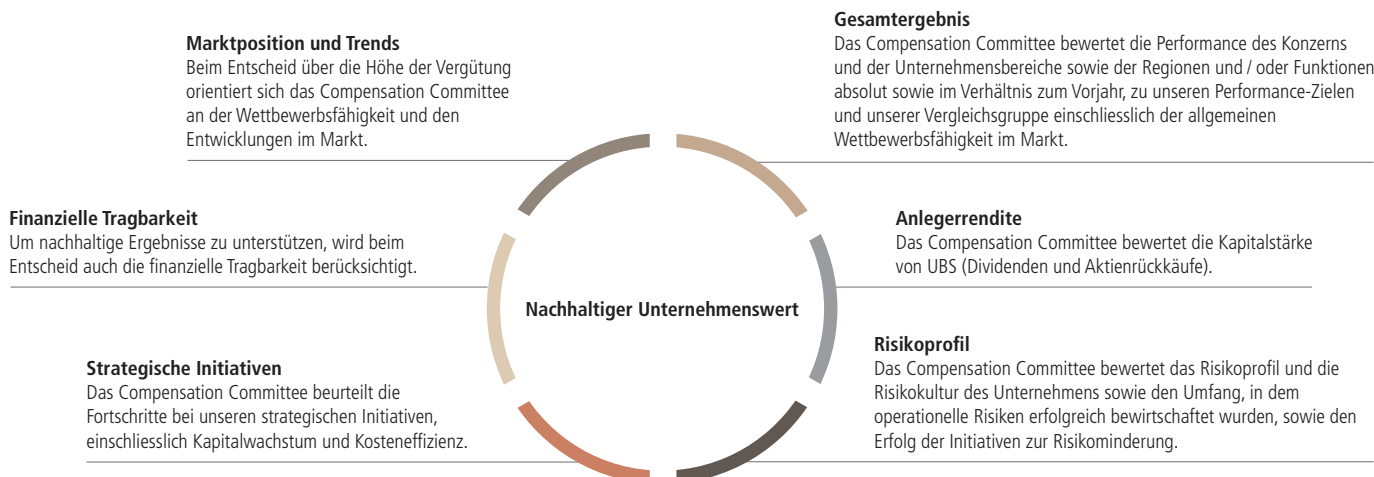 Marktposition und Trends
Beim Entscheid über die Höhe der Vergütung
orientiert sich das Compensation Committee
an der Wettbewerbsfähigkeit und den
Entwicklungen im Markt.
Gesamtergebnis
Das Compensation Committee bewertet die Performance des Konzerns
und der Unternehmensbereiche sowie der Regionen und / oder Funktionen
absolut sowie im Verhältnis zum Vorjahr, zu unseren Performance-Zielen
und unserer Vergleichsgruppe einschliesslich der allgemeinen
Wettbewerbsfähigkeit im Markt.
Finanzielle Tragbarkeit
Um nachhaltige Ergebnisse zu unterstützen, wird beim
Entscheid auch die finanzielle Tragbarkeit berücksichtigt.
Anlegerrendite
Das Compensation Committee bewertet die Kapitalstärke
von UBS (Dividenden und Aktienrückkäufe).
Nachhaltiger Unternehmenswert
Strategische Initiativen
Das Compensation Committee beurteilt die
Fortschritte bei unseren strategischen Initiativen,
einschliesslich Kapitalwachstum und Kosteneffizienz.
Risikoprofil
Das Compensation Committee bewertet das Risikoprofil und die
Risikokultur des Unternehmens sowie den Umfang, in dem
operationelle Risiken erfolgreich bewirtschaftet wurden, sowie den
Erfolg der Initiativen zur Risikominderung.